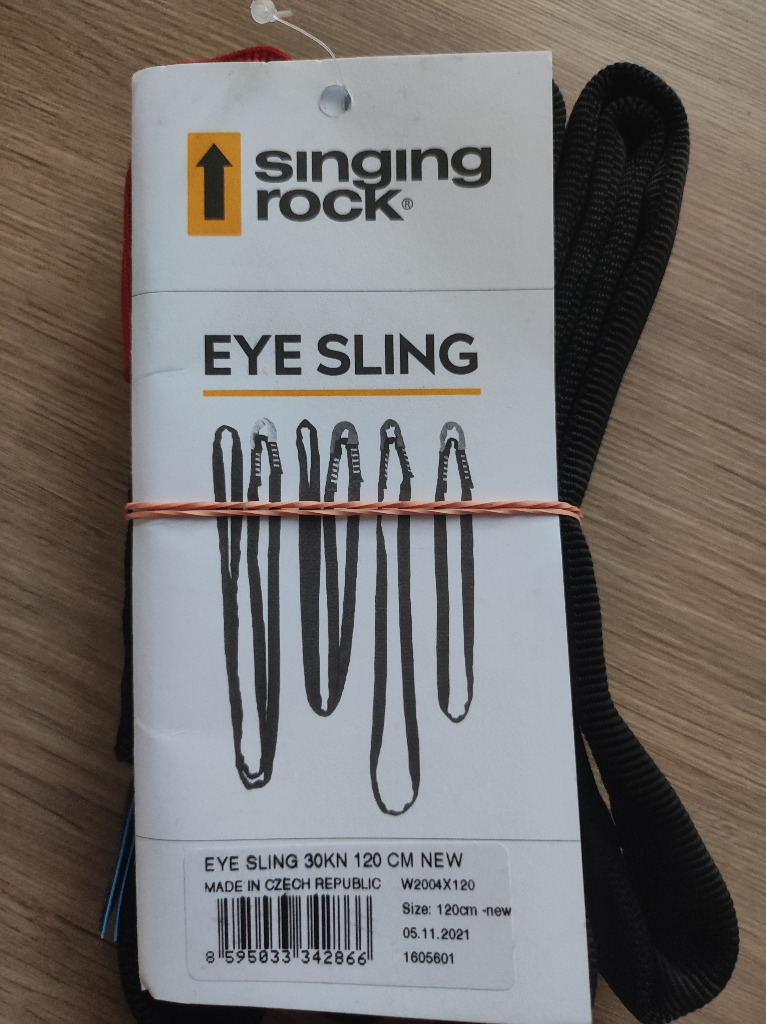 singing
rock®
EYE SLING
EYE SLING 30KN 120 CM NEW
MADE IN CZECH REPUBLIC W2004X120
Size: 120cm -new
05.11.2021
8 595033 342866 1605601